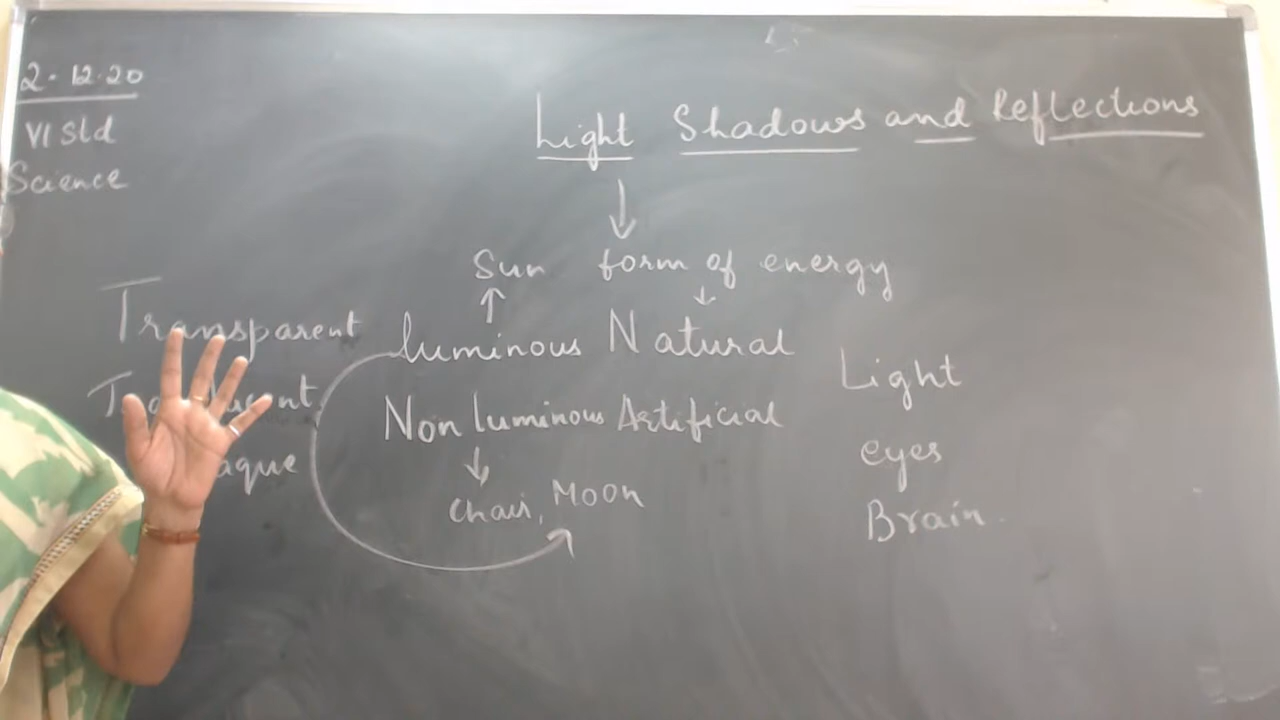 2.12.20
VI Std
Science
Light Shadows and Reflections
↓
Sun form of energy
↑ ↓
Transparent luminous Natural
Light
Non luminous Artificial
eyes
↓
Chair, Moon
Brain.